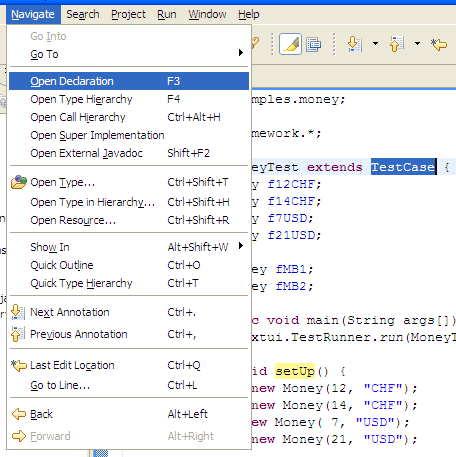 Navigate Search Project Run Window Help
Go Into
Go To
Open Declaration F3
Open Type Hierarchy F4
Open Call Hierarchy Ctrl+Alt+H
Open Super Implementation
Open External Javadoc Shift+F2
Open Type... Ctrl+Shift+T
Open Type in Hierarchy... Ctrl+Shift+H
Open Resource... Ctrl+Shift+R
Show In Alt+Shift+W
Quick Outline Ctrl+O
Quick Type Hierarchy Ctrl+T
Next Annotation Ctrl+.
Previous Annotation Ctrl+,
Last Edit Location Ctrl+Q
Go to Line... Ctrl+L
Back Alt+Left
Forward Alt+Right
mples.money;
mework.*;
eyTest extends TestCase {
y f12CHF;
y f14CHF;
y f7USD;
y f21USD;
ey fMB1;
ey fMB2;
c void main(String args[])
xtui.TestRunner.run(MoneyT
id setUp() {
new Money(12, "CHF");
new Money(14, "CHF");
ew Money( 7, "USD");
new Money(21, "USD");